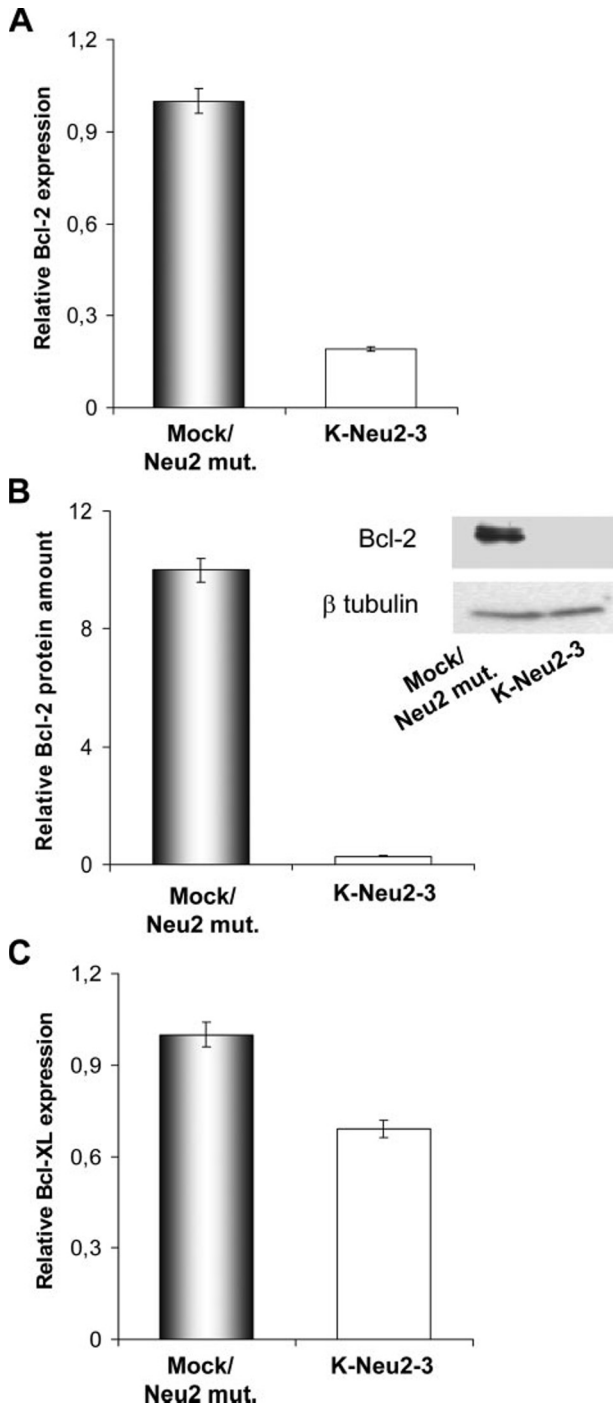 A
Relative Bcl-2 expression
1,2
0,9
0,6
0,3
0
Mock/
Neu2 mut.
K-Neu2-3
B
Relative Bcl-2 protein amount
12
8
4
0
Mock/
Neu2 mut.
K-Neu2-3
Bcl-2
β tubulin
Mock/
Neu2 mut.
K-Neu2-3
C
Relative Bcl-XL expression
1,2
0,9
0,6
0,3
0
Mock/
Neu2 mut.
K-Neu2-3